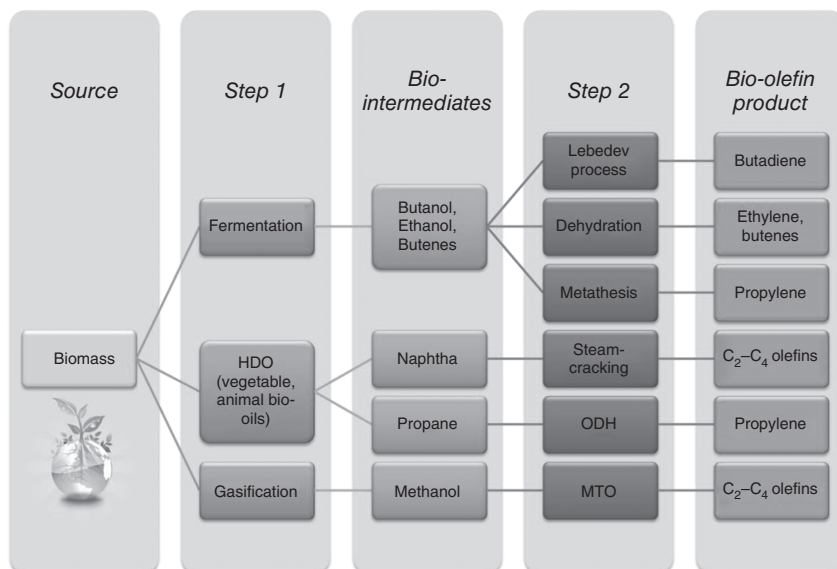 Source
Step 1
Bio-
intermediates
Step 2
Bio-olefin
product
Biomass
Fermentation
HDO
(vegetable,
animal bio-
oils)
Gasification
Butanol,
Ethanol,
Butenes
Naphtha
Propane
Methanol
Lebedev
process
Dehydration
Metathesis
Steam-
cracking
ODH
MTO
Butadiene
Ethylene,
butenes
Propylene
C₂–C₄ olefins
Propylene
C₂–C₄ olefins